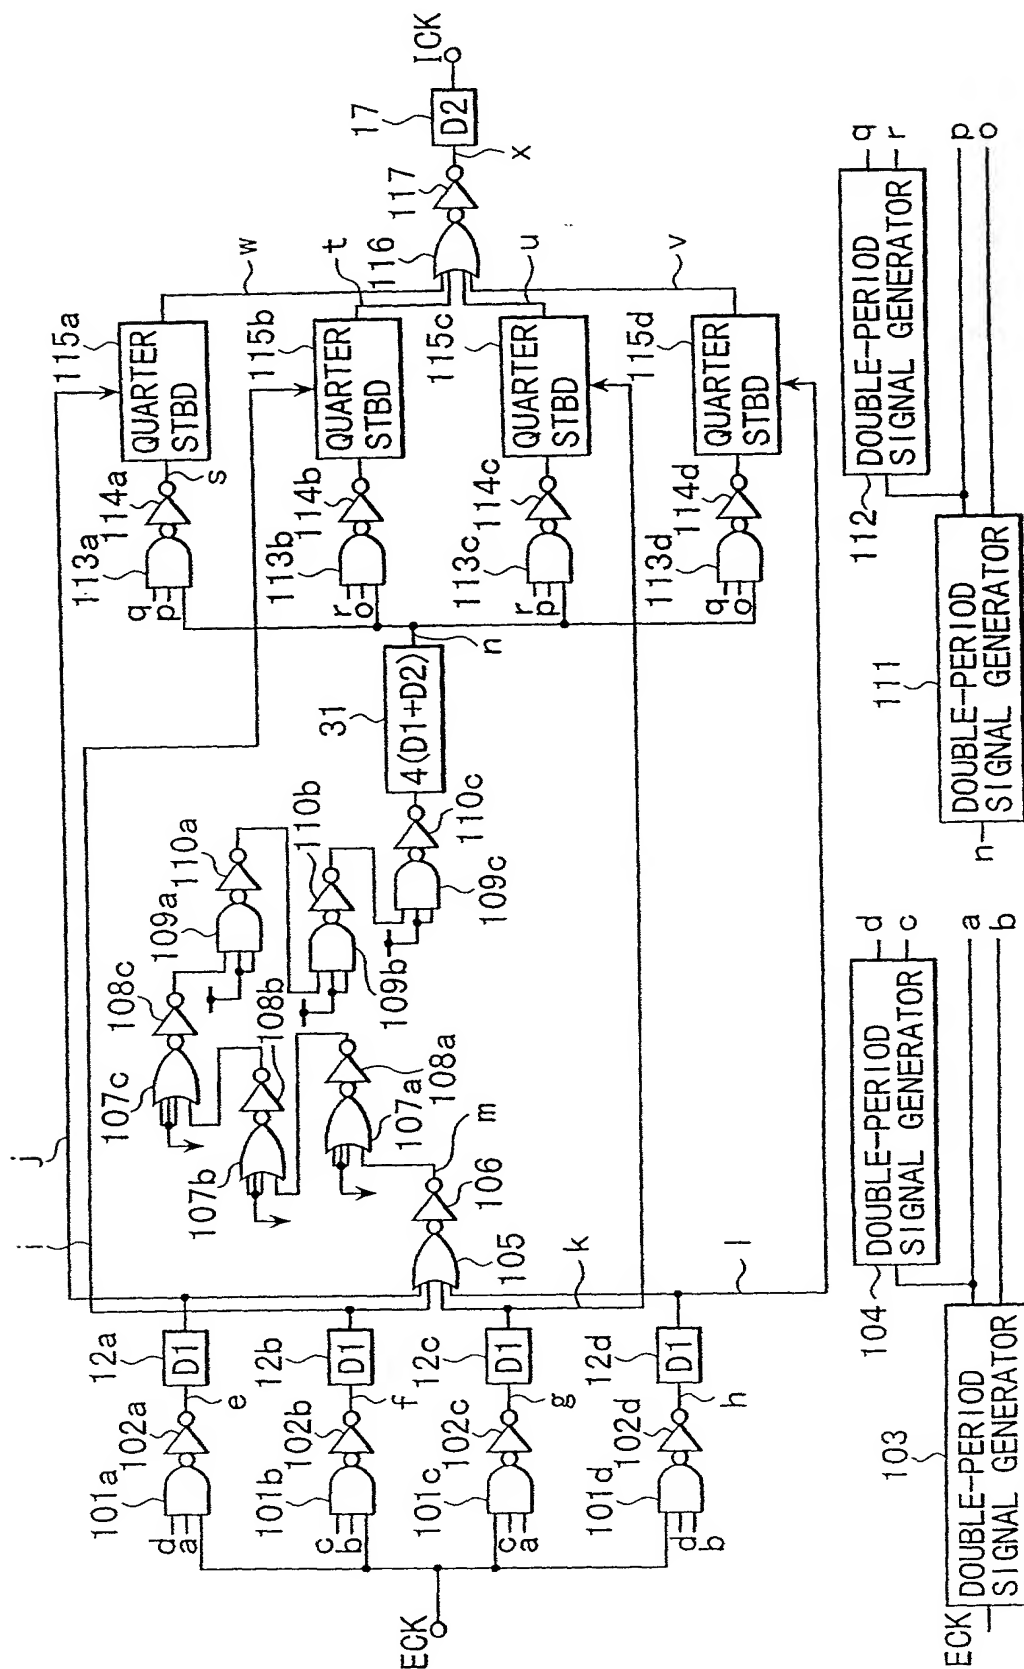 ECK
d
a
101a
102a
e
12a
D1
c
b
101b
102b
f
12b
D1
c
a
101c
102c
g
12c
D1
d
b
101d
102d
h
12d
D1
i
j
k
l
105
106
m
107a
108a
107b
108b
107c
108c
109a
110a
109b
110b
109c
110c
31
4(D1+D2)
n
q
p
113a
114a
s
115a
QUARTER
STBD
w
r
o
113b
114b
115b
QUARTER
STBD
t
r
p
113c
114c
115c
QUARTER
STBD
u
q
o
113d
114d
115d
QUARTER
STBD
v
116
117
x
17
D2
ICK
ECK
103
DOUBLE-PERIOD
SIGNAL GENERATOR
104
DOUBLE-PERIOD
SIGNAL GENERATOR
d
c
a
b
n
111
DOUBLE-PERIOD
SIGNAL GENERATOR
112
DOUBLE-PERIOD
SIGNAL GENERATOR
q
r
p
o